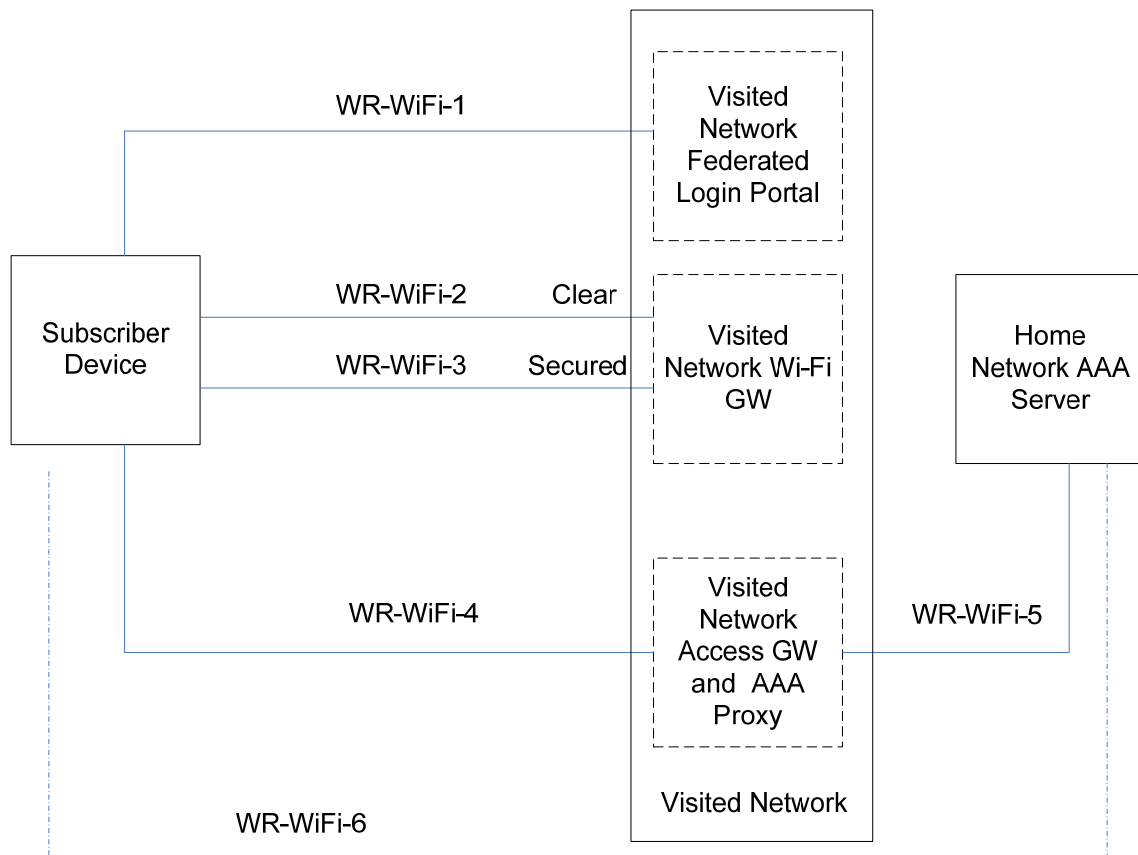 WR-WiFi-1
Visited
Network
Federated
Login Portal
Subscriber
Device
WR-WiFi-2
Clear
WR-WiFi-3
Secured
Visited
Network Wi-Fi
GW
Home
Network AAA
Server
WR-WiFi-4
Visited
Network
Access GW
and AAA
Proxy
WR-WiFi-5
Visited Network
WR-WiFi-6